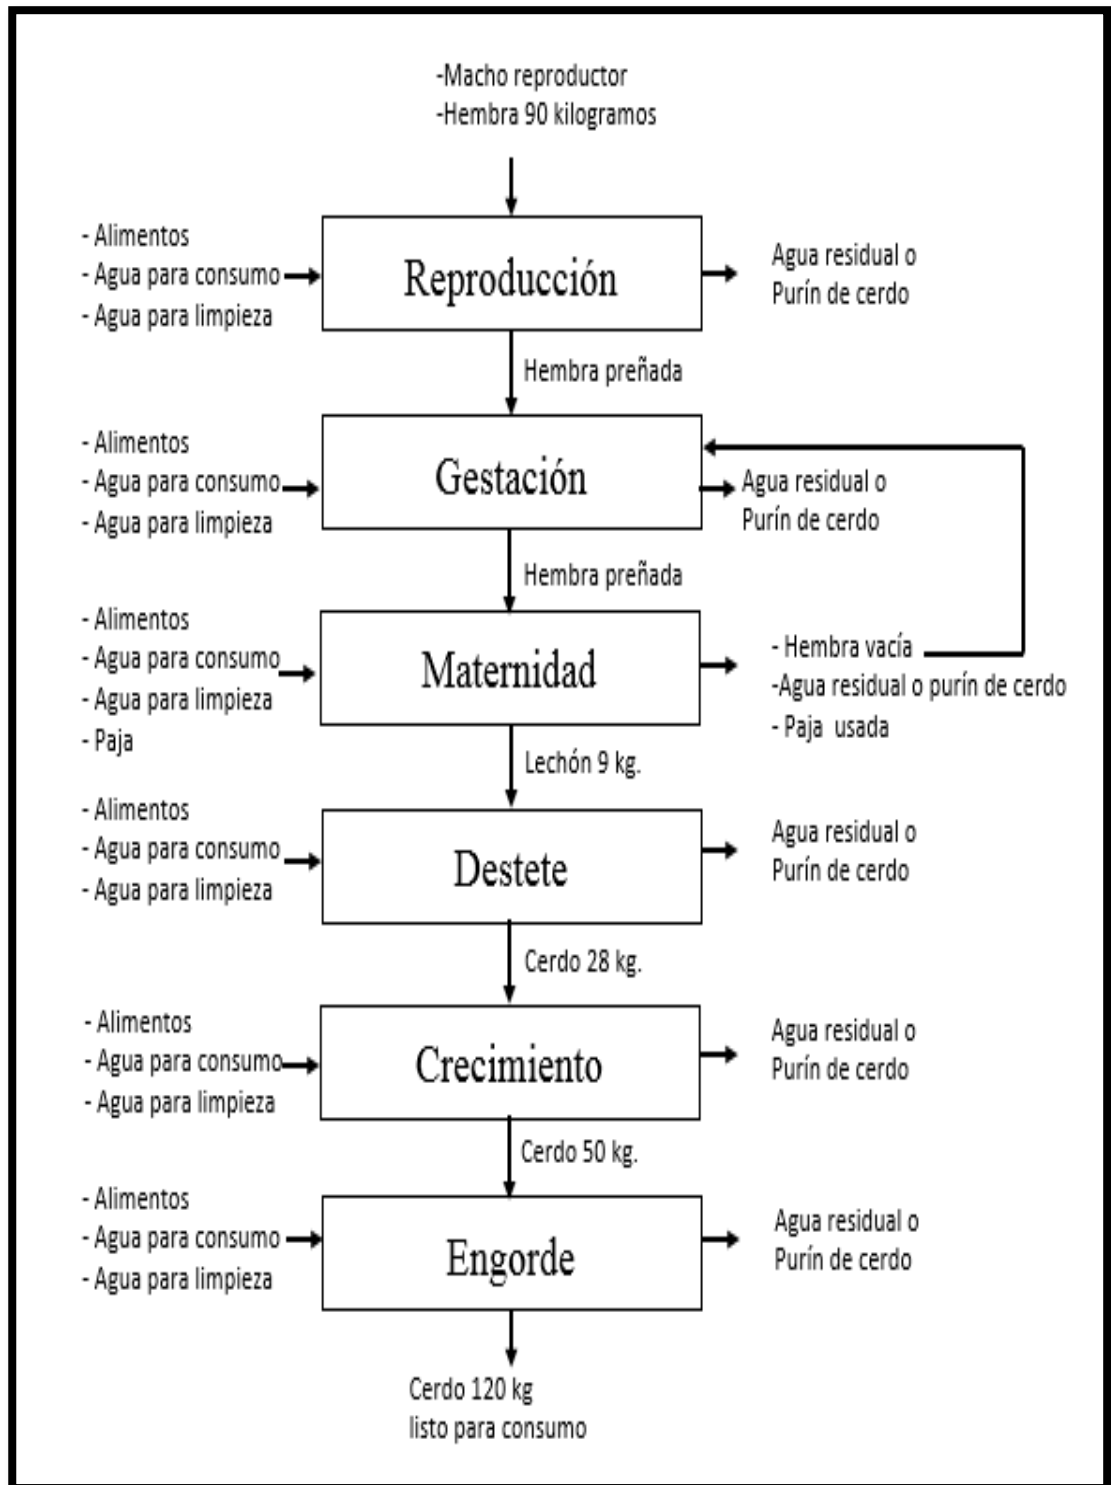 -Macho reproductor
-Hembra 90 kilogramos
- Alimentos
- Agua para consumo
- Agua para limpieza
Reproducción
Agua residual o
Purín de cerdo
Hembra preñada
- Alimentos
- Agua para consumo
- Agua para limpieza
Gestación
Agua residual o
Purín de cerdo
Hembra preñada
- Alimentos
- Agua para consumo
- Agua para limpieza
- Paja
Maternidad
- Hembra vacía
-Agua residual o purín de cerdo
- Paja usada
Lechón 9 kg.
- Alimentos
- Agua para consumo
- Agua para limpieza
Destete
Agua residual o
Purín de cerdo
Cerdo 28 kg.
- Alimentos
- Agua para consumo
- Agua para limpieza
Crecimiento
Agua residual o
Purín de cerdo
Cerdo 50 kg.
- Alimentos
- Agua para consumo
- Agua para limpieza
Engorde
Agua residual o
Purín de cerdo
Cerdo 120 kg
listo para consumo